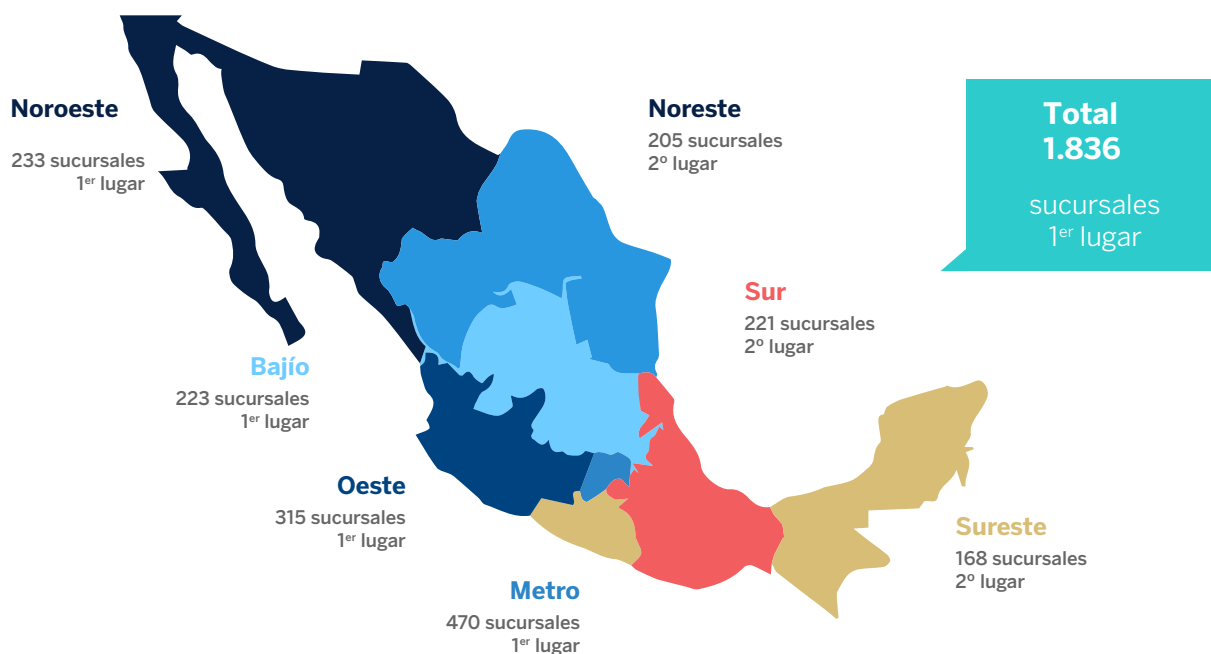 Noroeste
233 sucursales
1er lugar
Noreste
205 sucursales
2º lugar
Total
1.836
sucursales
1er lugar
Sur
221 sucursales
2º lugar
Bajío
223 sucursales
1er lugar
Oeste
315 sucursales
1er lugar
Sureste
168 sucursales
2º lugar
Metro
470 sucursales
1er lugar